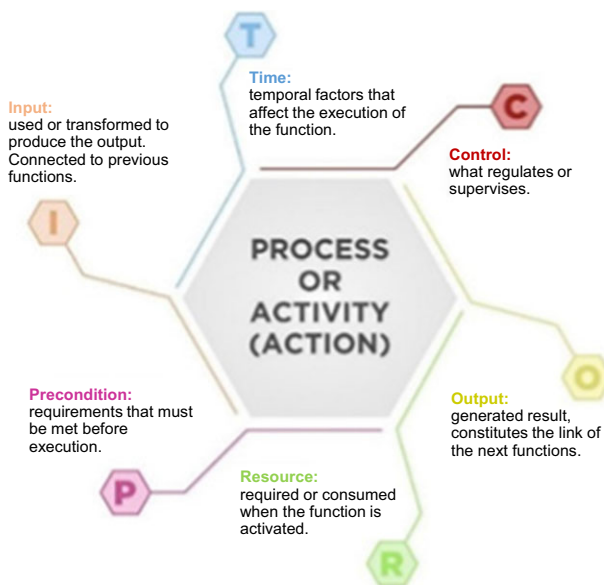 T
Time:
temporal factors that
affect the execution of
the function.
Input:
used or transformed to
produce the output.
Connected to previous
functions.
C
Control:
what regulates or
supervises.
I
PROCESS
OR
ACTIVITY
(ACTION)
O
Output:
generated result,
constitutes the link of
the next functions.
Precondition:
requirements that must
be met before
execution.
P
Resource:
required or consumed
when the function is
activated.
R